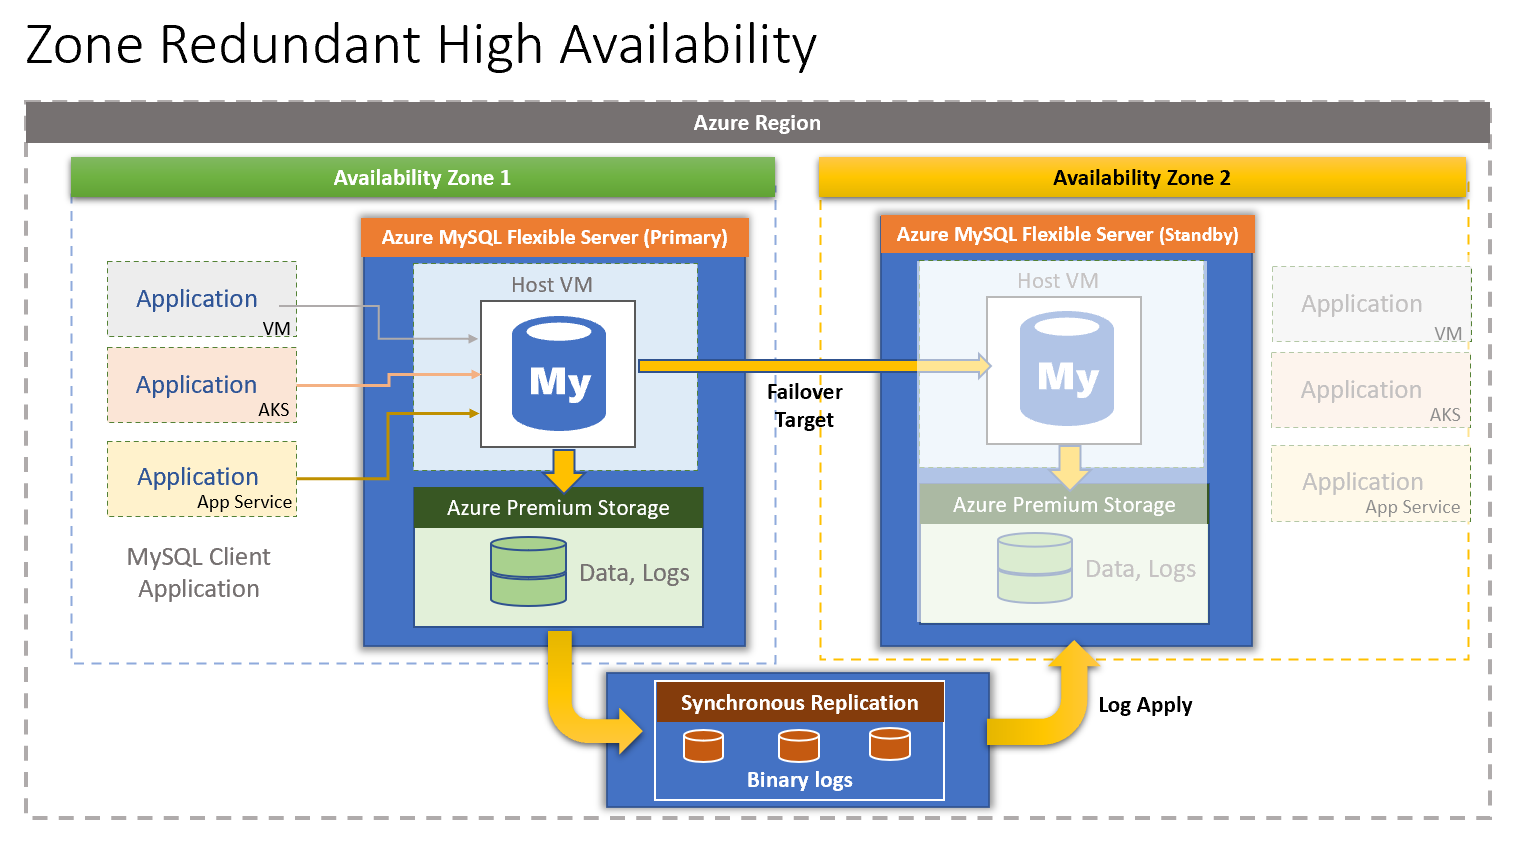 Zone Redundant High Availability
Azure Region
Availability Zone 1
Azure MySQL Flexible Server (Primary)
Host VM
My
Application
VM
Application
AKS
Application
App Service
MySQL Client
Application
Azure Premium Storage
Data, Logs
Failover
Target
Availability Zone 2
Azure MySQL Flexible Server (Standby)
Host VM
My
Azure Premium Storage
Data, Logs
Application
VM
Application
AKS
Application
App Service
Synchronous Replication
Binary logs
Log Apply